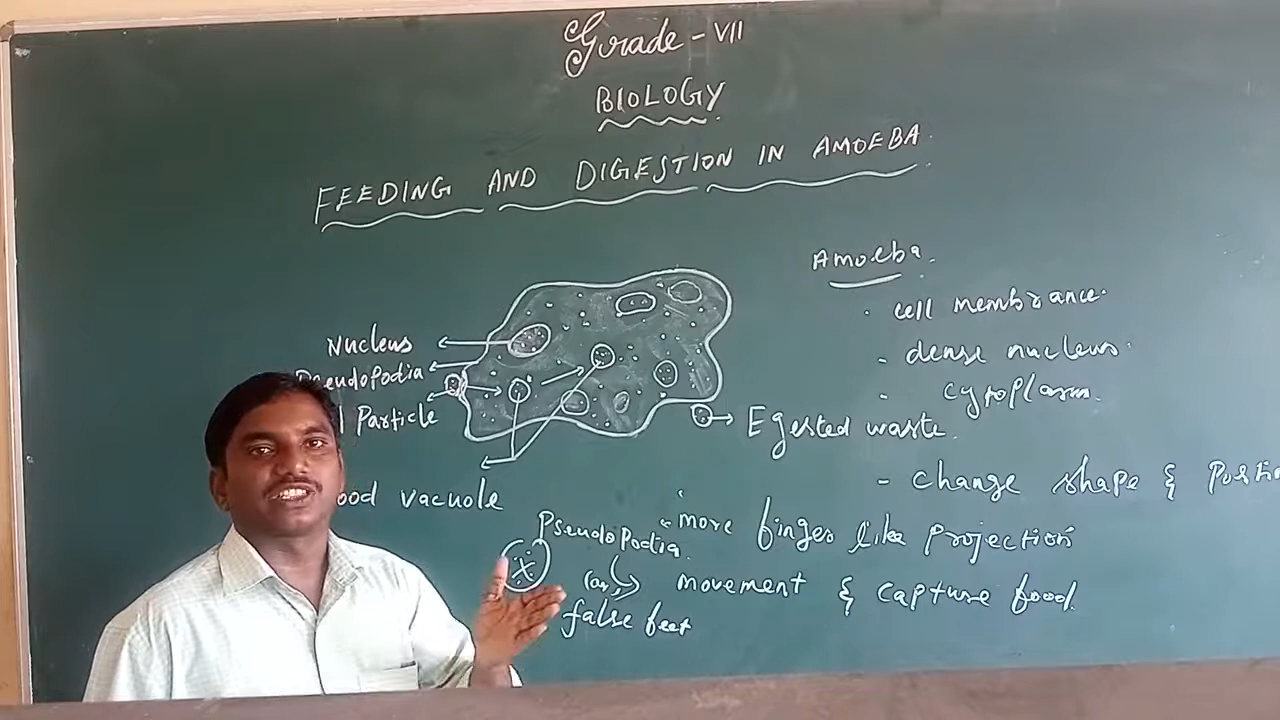 Grade - VII
BIOLOGY
FEEDING AND DIGESTION IN AMOEBA.
Nucleus
Pseudopodia
Particle
ood vacuole
Egested waste.
Amoeba.
· cell membrance.
- dense nucleus.
- cytoplasm.
- change shape &
Pseudopodia. "more finger like projection
(or) movement & capture food.
false feet